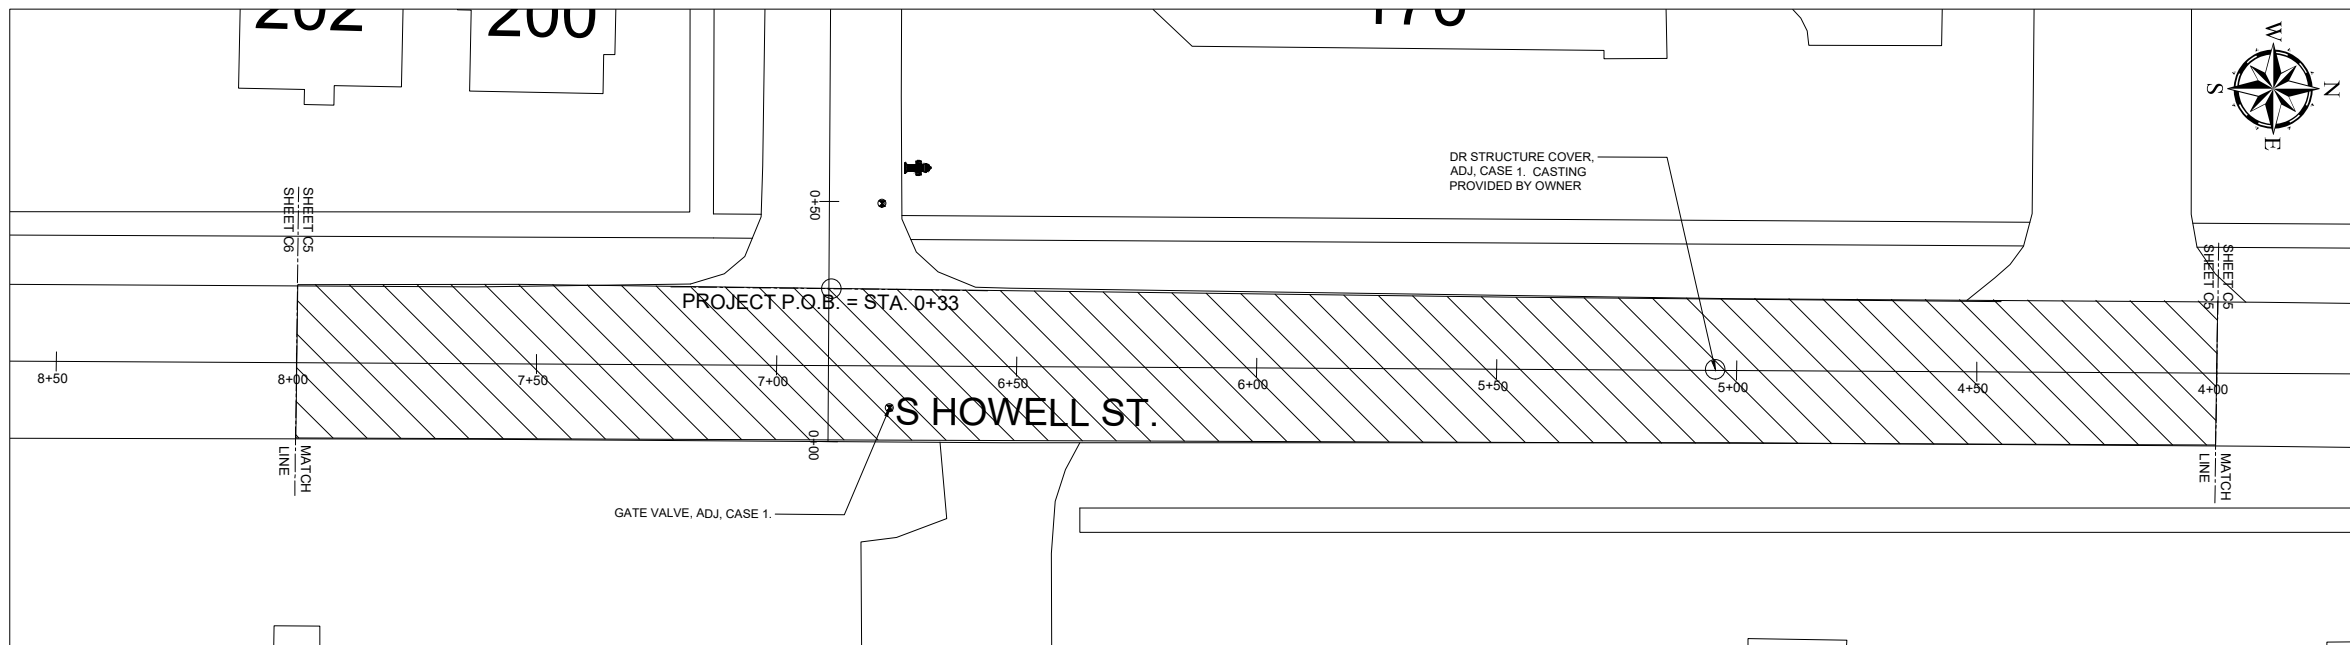 202
200
170
W
N
S
E
DR STRUCTURE COVER,
ADJ, CASE 1. CASTING
PROVIDED BY OWNER
SHEET C5
SHEET C6
0+50
SHEET C5
SHEET C5
PROJECT P.O.B. = STA. 0+33
8+50
8+00
7+50
7+00
6+50
6+00
5+50
5+00
4+50
4+00
S HOWELL ST.
0+00
MATCH
LINE
MATCH
LINE
GATE VALVE, ADJ, CASE 1.